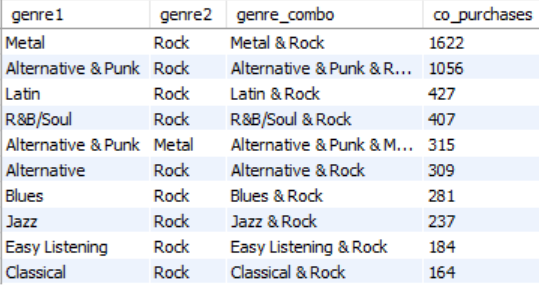 genre1 genre2 genre_combo co_purchases
Metal Rock Metal & Rock 1622
Alternative & Punk Rock Alternative & Punk & R... 1056
Latin Rock Latin & Rock 427
R&B/Soul Rock R&B/Soul & Rock 407
Alternative & Punk Metal Alternative & Punk & M... 315
Alternative Rock Alternative & Rock 309
Blues Rock Blues & Rock 281
Jazz Rock Jazz & Rock 237
Easy Listening Rock Easy Listening & Rock 184
Classical Rock Classical & Rock 164